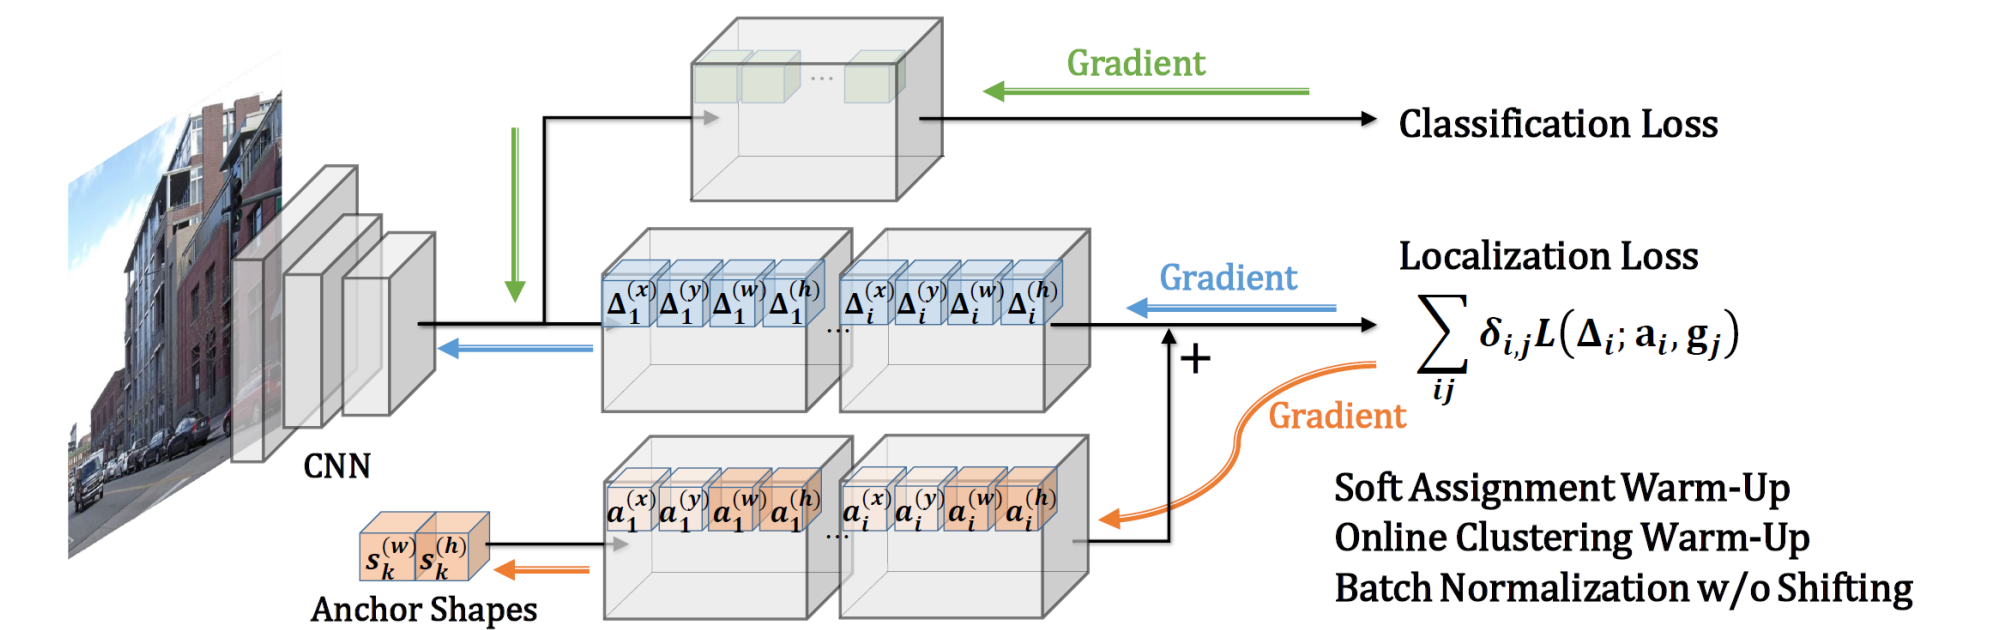 Gradient
...
Classification Loss
Δ₁⁽ˣ⁾ Δ₁⁽ʸ⁾ Δ₁⁽ʷ⁾ Δ₁⁽ʰ⁾ ... Δᵢ⁽ˣ⁾ Δᵢ⁽ʸ⁾ Δᵢ⁽ʷ⁾ Δᵢ⁽ʰ⁾
Gradient
Localization Loss
∑ᵢⱼ δᵢ,ⱼL(Δᵢ; aᵢ, gⱼ)
+
Gradient
CNN
a₁⁽ˣ⁾ a₁⁽ʸ⁾ a₁⁽ʷ⁾ a₁⁽ʰ⁾ ... aᵢ⁽ˣ⁾ aᵢ⁽ʸ⁾ aᵢ⁽ʷ⁾ aᵢ⁽ʰ⁾
sₖ⁽ʷ⁾ sₖ⁽ʰ⁾
Anchor Shapes
Soft Assignment Warm-Up
Online Clustering Warm-Up
Batch Normalization w/o Shifting